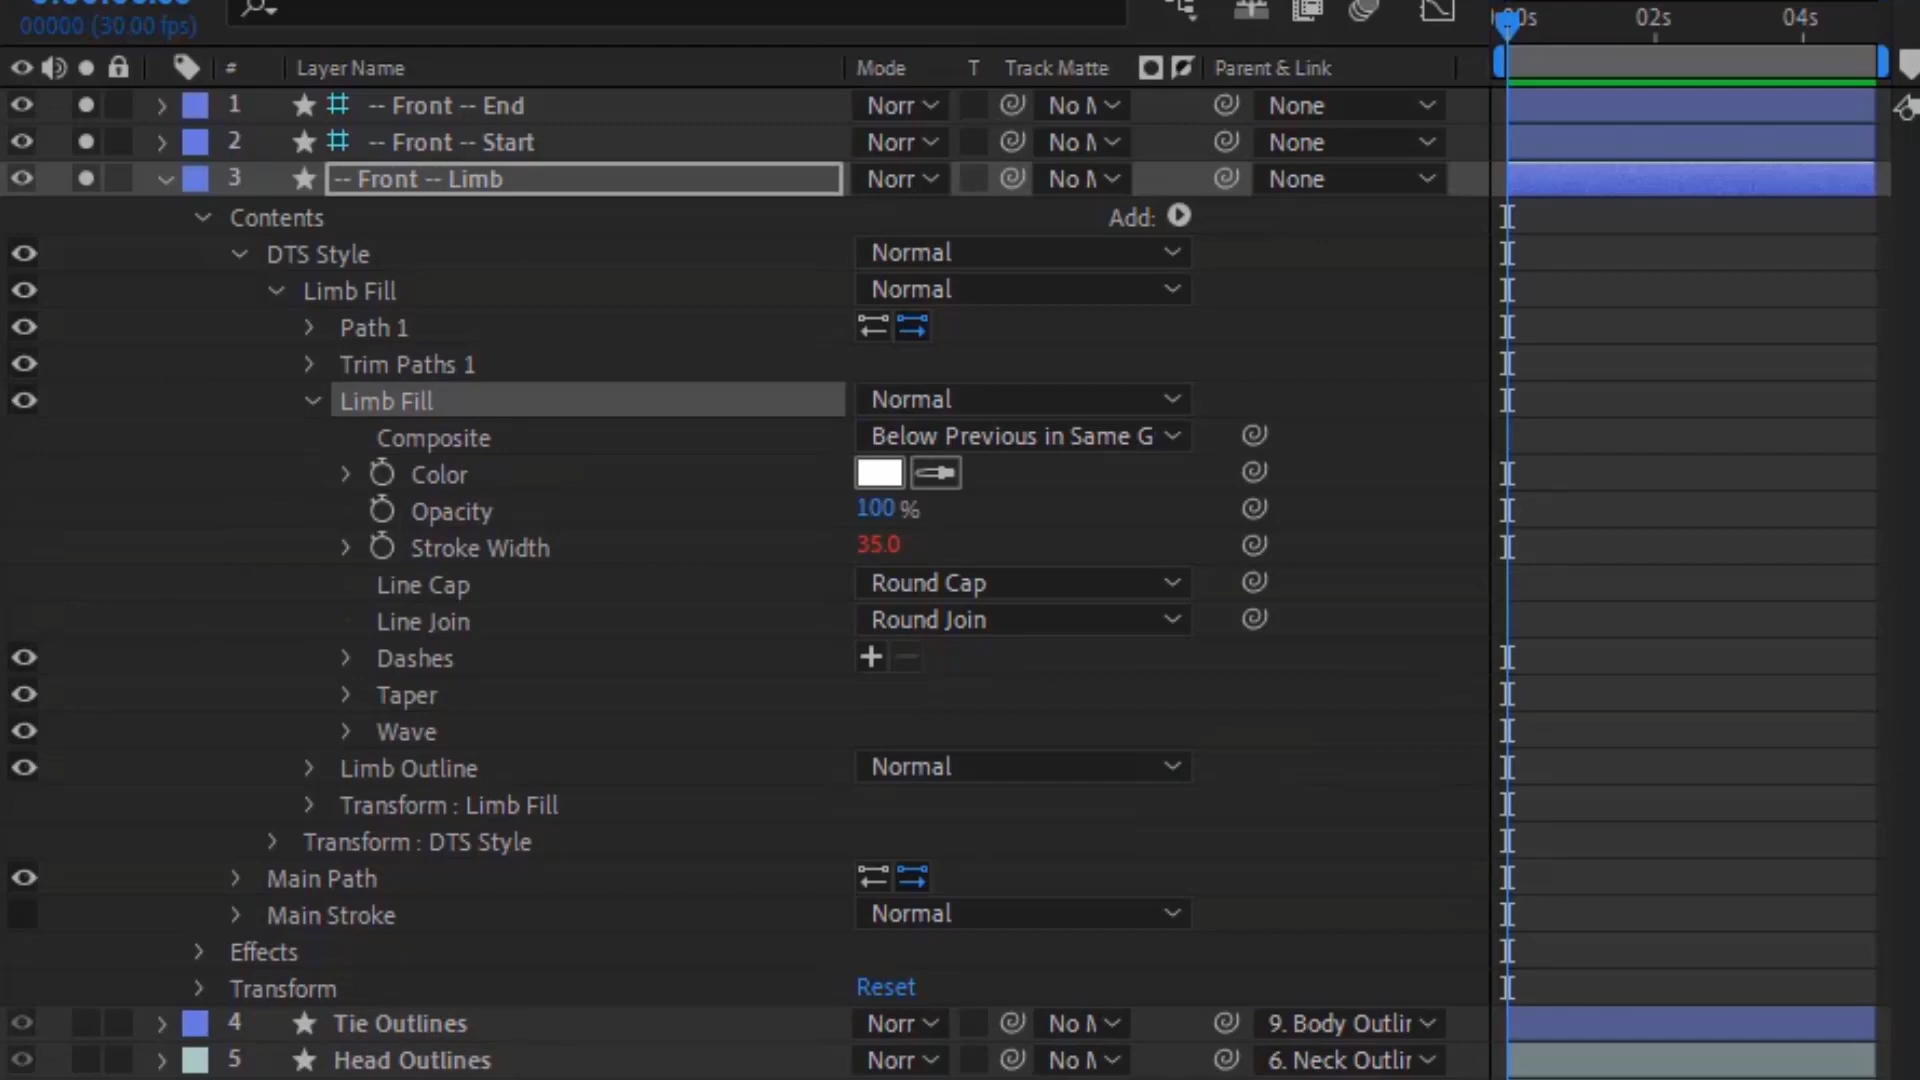 00000 (30.00 fps)
02s 04s
# Layer Name Mode T Track Matte Parent & Link
1 -- Front -- End Norr No None
2 -- Front -- Start Norr No None
3 -- Front -- Limb Norr No None
Contents Add:
DTS Style Normal
Limb Fill Normal
Path 1
Trim Paths 1
Limb Fill Normal
Composite Below Previous in Same G
Color
Opacity 100 %
Stroke Width 35.0
Line Cap Round Cap
Line Join Round Join
Dashes
Taper
Wave
Limb Outline Normal
Transform : Limb Fill
Transform : DTS Style
Main Path
Main Stroke Normal
Effects
Transform Reset
4 Tie Outlines Norr No 9. Body Outlir
5 Head Outlines Norr No 6. Neck Outlir